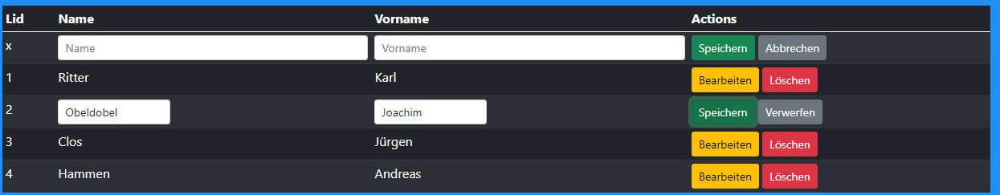 Lid Name Vorname Actions
x Name Vorname Speichern Abbrechen
1 Ritter Karl Bearbeiten Löschen
2 Obeldobel Joachim Speichern Verwerfen
3 Clos Jürgen Bearbeiten Löschen
4 Hammen Andreas Bearbeiten Löschen